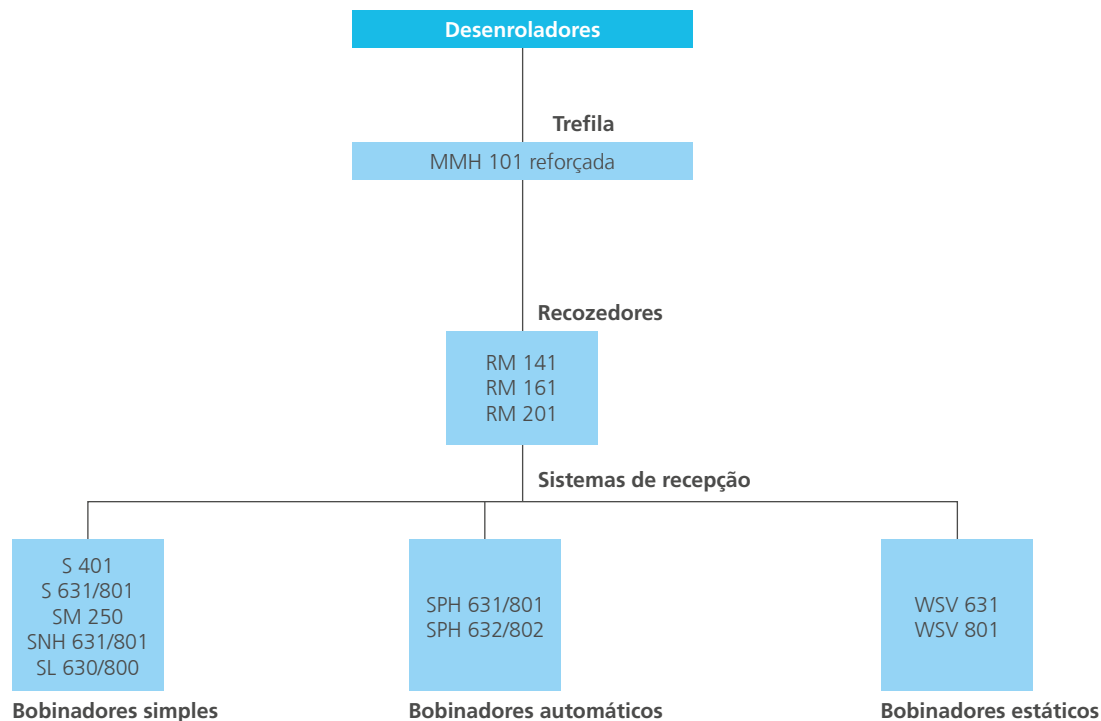 Desenroladores
Trefila
MMH 101 reforçada
Recozedores
RM 141
RM 161
RM 201
Sistemas de recepção
S 401
S 631/801
SM 250
SNH 631/801
SL 630/800
Bobinadores simples
SPH 631/801
SPH 632/802
Bobinadores automáticos
WSV 631
WSV 801
Bobinadores estáticos